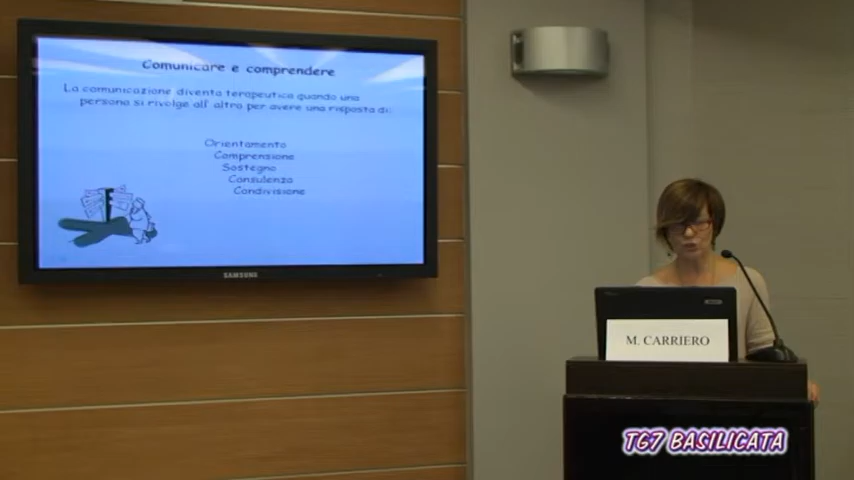 Comunicare e comprendere
La comunicazione diventa terapeutica quando una
persona si rivolge all' altro per avere una risposta di:
Orientamento
Comprensione
Sostegno
Consulenza
Condivisione
SAMSUNG
M. CARRIERO
TG7 BASILICATA